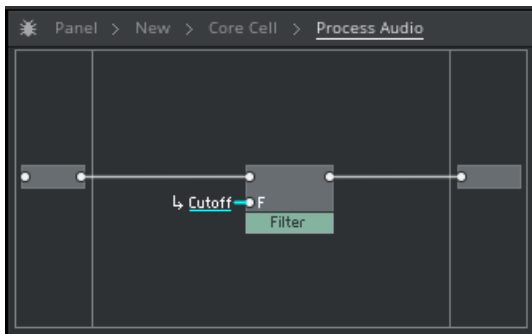 Panel > New > Core Cell > Process Audio
Cutoff F
Filter